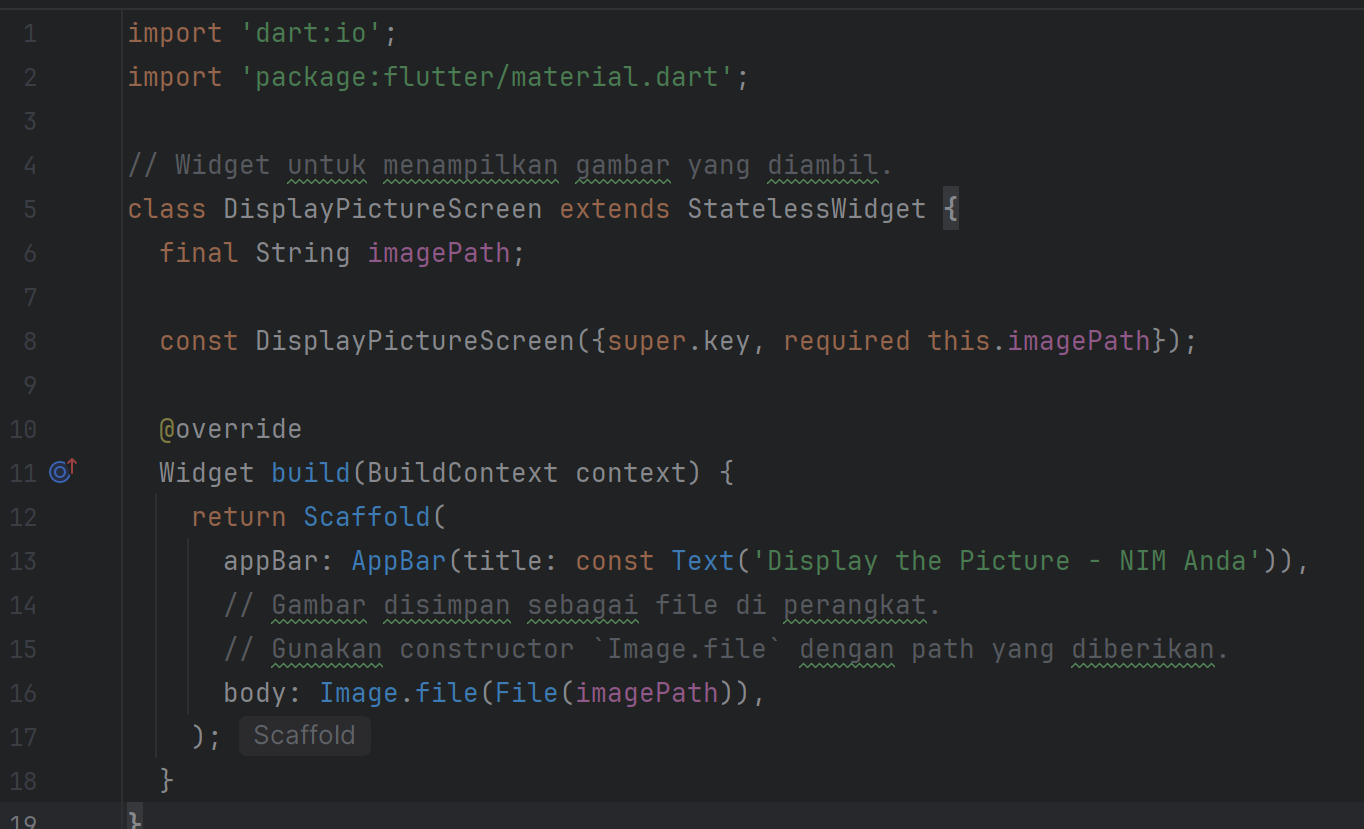 1 import 'dart:io';
2 import 'package:flutter/material.dart';
3
4 // Widget untuk menampilkan gambar yang diambil.
5 class DisplayPictureScreen extends StatelessWidget {
6   final String imagePath;
7
8   const DisplayPictureScreen({super.key, required this.imagePath});
9
10   @override
11   Widget build(BuildContext context) {
12     return Scaffold(
13       appBar: AppBar(title: const Text('Display the Picture - NIM Anda')),
14       // Gambar disimpan sebagai file di perangkat.
15       // Gunakan constructor `Image.file` dengan path yang diberikan.
16       body: Image.file(File(imagePath)),
17     ); Scaffold
18   }
19 }